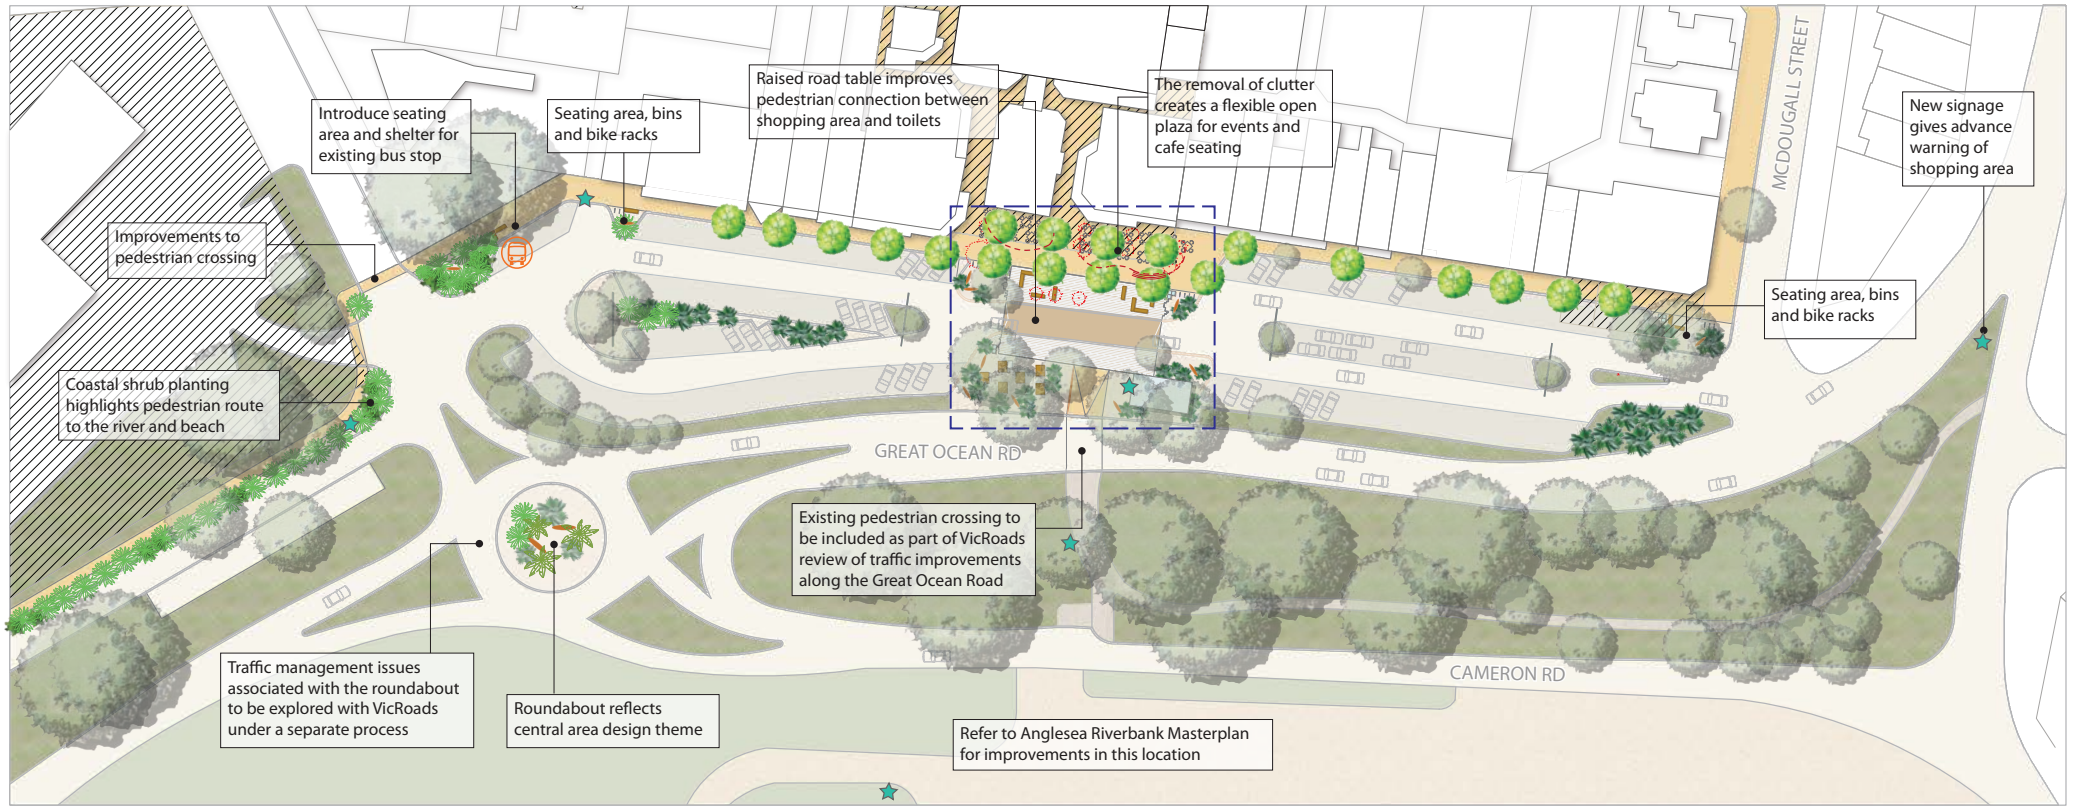 Raised road table improves
pedestrian connection between
shopping area and toilets
The removal of clutter
creates a flexible open
plaza for events and
cafe seating
Introduce seating
area and shelter for
existing bus stop
Seating area, bins
and bike racks
MCDOUGALL STREET
New signage
gives advance
warning of
shopping area
Improvements to
pedestrian crossing
Seating area, bins
and bike racks
Coastal shrub planting
highlights pedestrian route
to the river and beach
GREAT OCEAN RD
Existing pedestrian crossing to
be included as part of VicRoads
review of traffic improvements
along the Great Ocean Road
Traffic management issues
associated with the roundabout
to be explored with VicRoads
under a separate process
Roundabout reflects
central area design theme
CAMERON RD
Refer to Anglesea Riverbank Masterplan
for improvements in this location